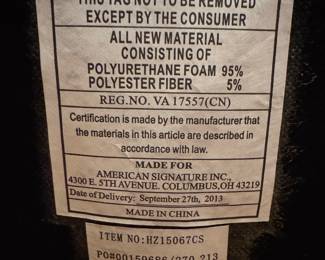 THIS TAG NOT TO BE REMOVED
EXCEPT BY THE CONSUMER
ALL NEW MATERIAL
CONSISTING OF
POLYURETHANE FOAM 95%
POLYESTER FIBER 5%
REG.NO. VA 17557(CN)
Certification is made by the manufacturer that
the materials in this article are described in
accordance with law.
MADE FOR
AMERICAN SIGNATURE INC.,
4300 E. 5TH AVENUE. COLUMBUS,OH 43219
Date of Delivery: September 27th, 2013
MADE IN CHINA
ITEM NO:HZ15067CS